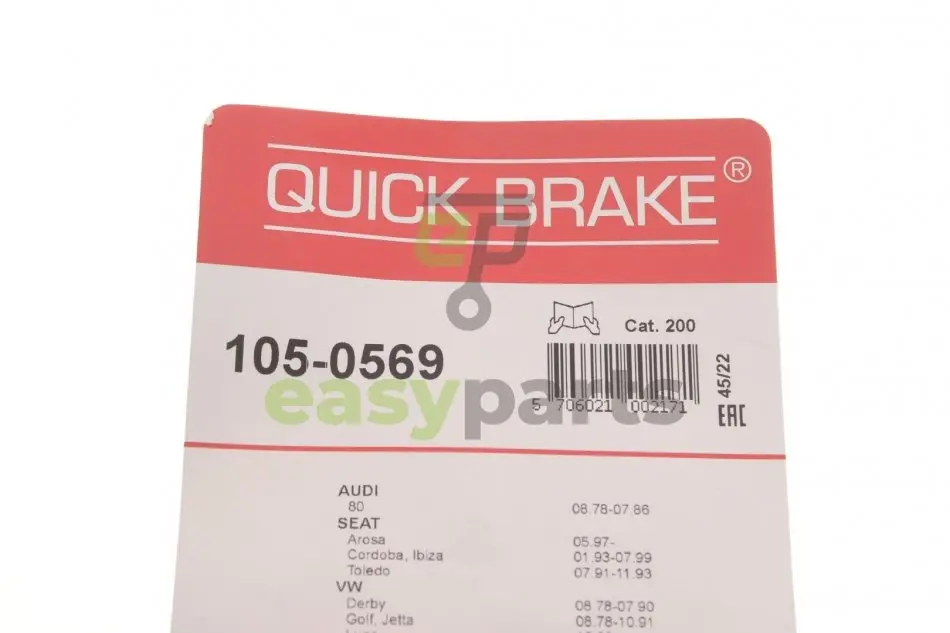 QUICK BRAKE®
Cat. 200
105-0569
5 706021 002171
45/22
EAC
easyparts
AUDI
80 08.78-07.86
SEAT
Arosa 05.97-
Cordoba, Ibiza 01.93-07.99
Toledo 07.91-11.93
VW
Derby 08.78-07.90
Golf, Jetta 08.78-10.91